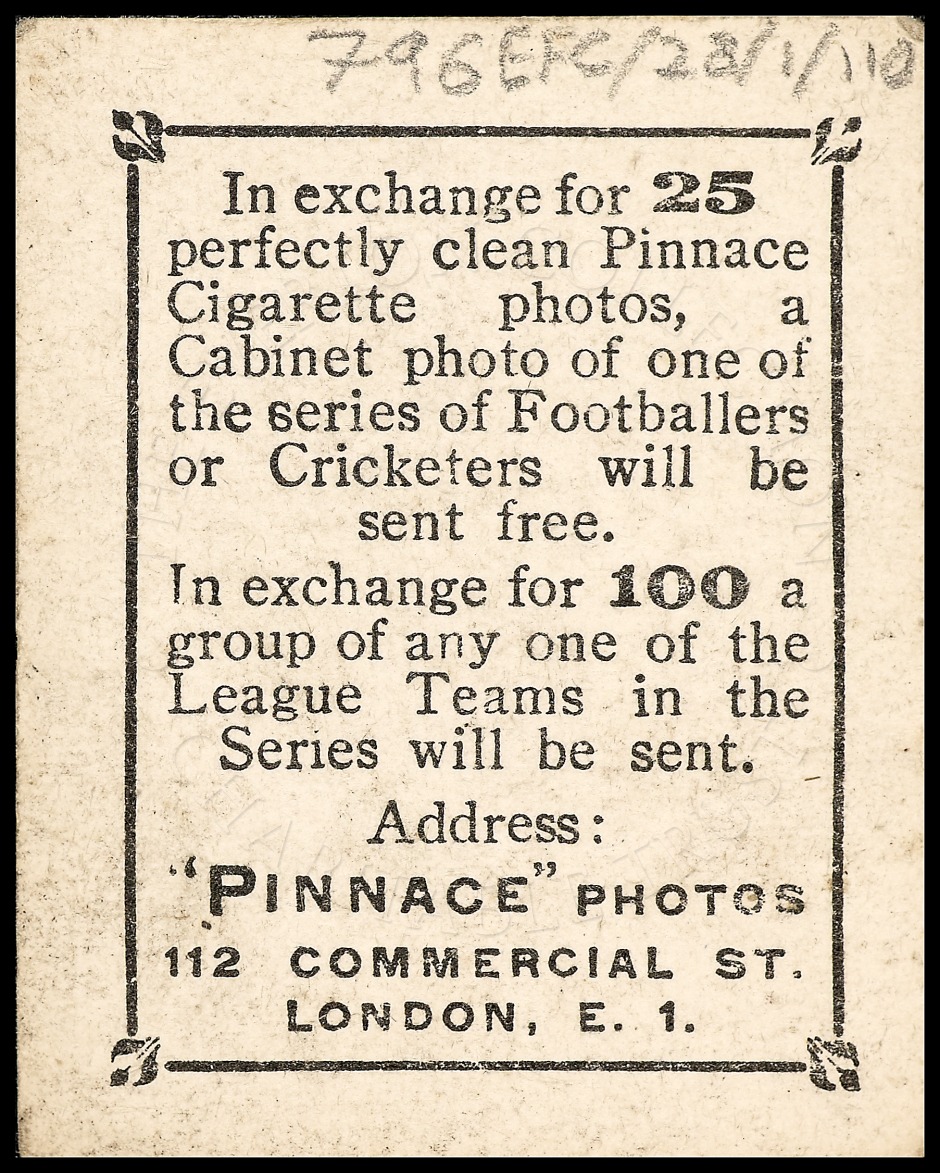 796EFC/28/1/110
In exchange for 25
perfectly clean Pinnace
Cigarette photos, a
Cabinet photo of one of
the series of Footballers
or Cricketers will be
sent free.
In exchange for 100 a
group of any one of the
League Teams in the
Series will be sent.
Address:
"PINNACE" PHOTOS
112 COMMERCIAL ST.
LONDON, E. 1.